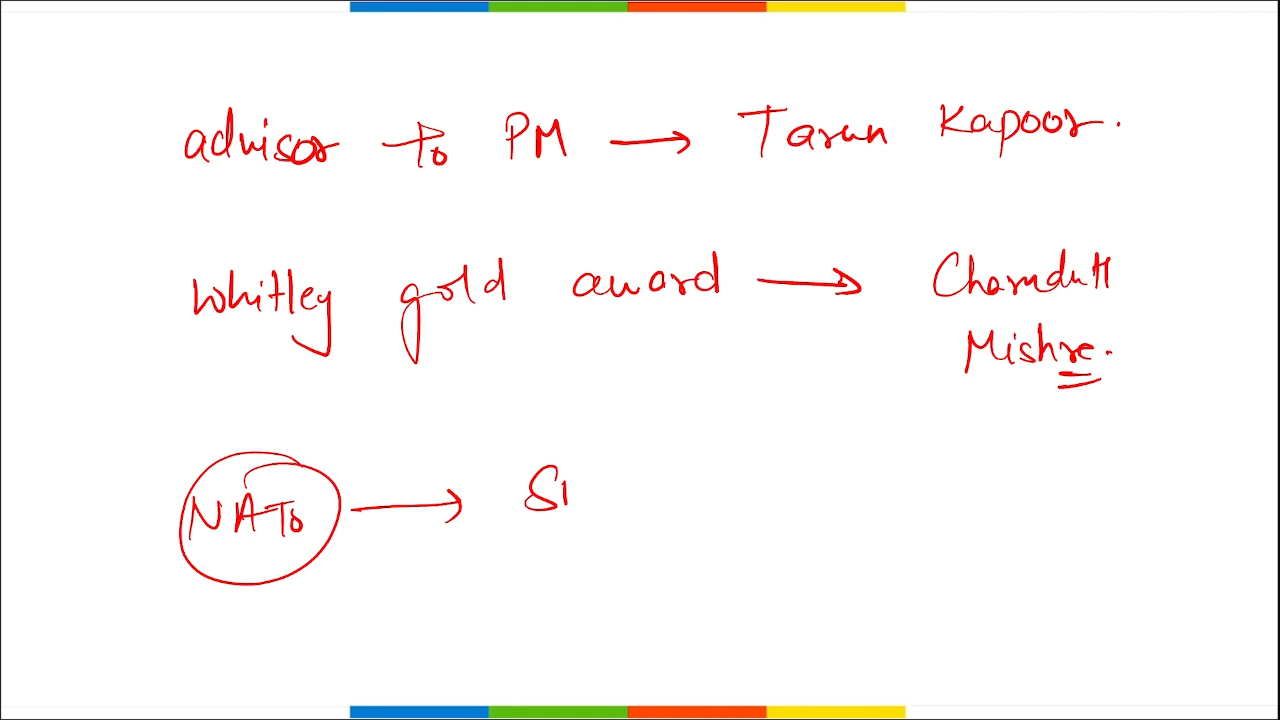 advisor to PM → Tarun Kapoor.
Whitley gold award → Charudutt
Mishra.
NATO → S